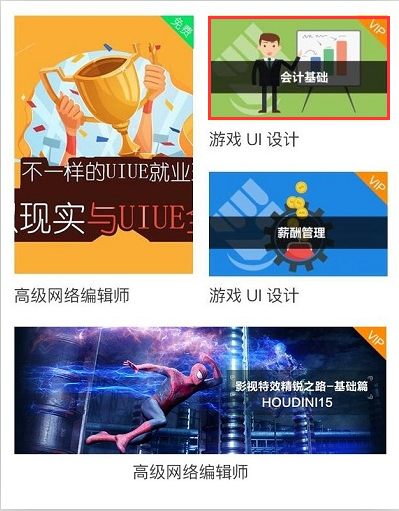 免费
不一样的UIUE就业
现实与UIUE
高级网络编辑师
VIP
会计基础
游戏 UI 设计
VIP
薪酬管理
游戏 UI 设计
VIP
影视特效精锐之路-基础篇
HOUDINI15
高级网络编辑师